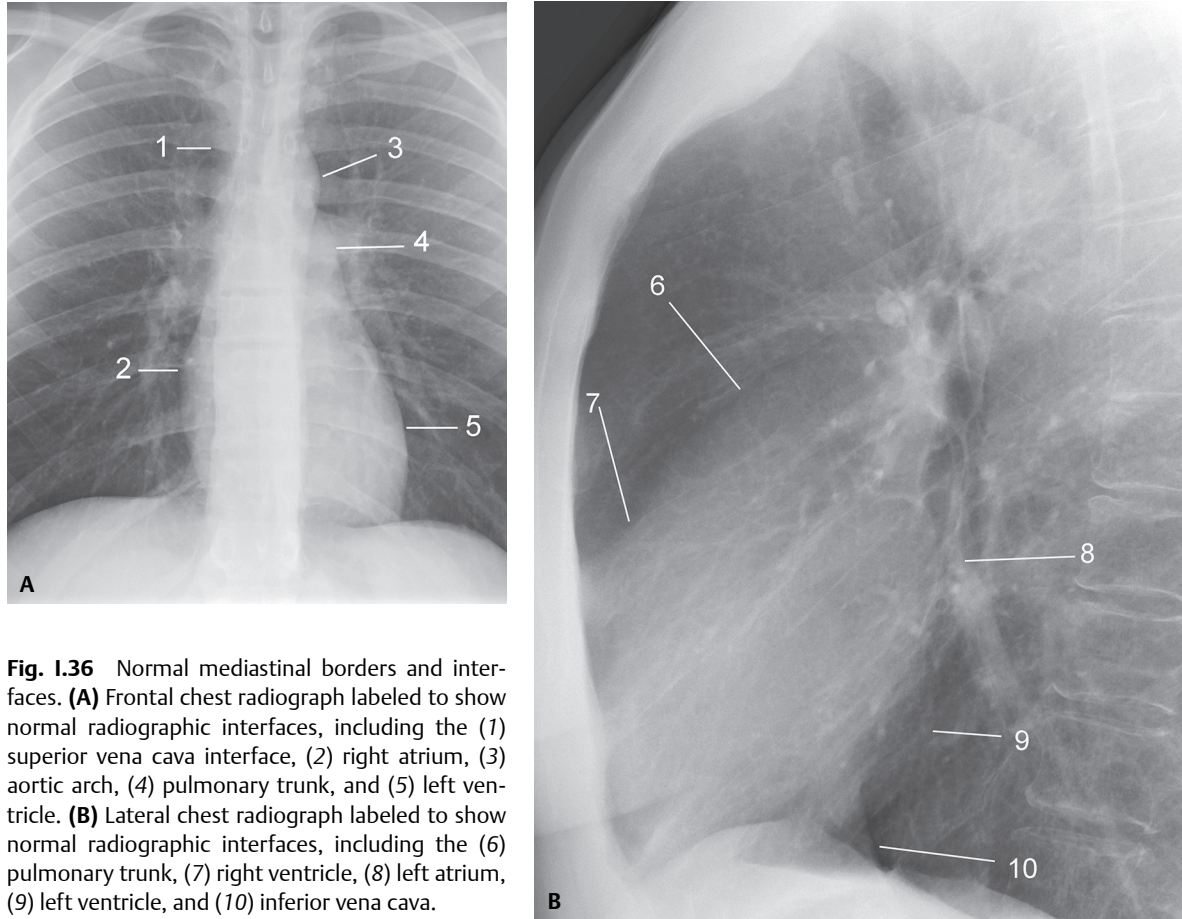 1
3
4
2
5
A
6
7
8
9
10
B
Fig. I.36 Normal mediastinal borders and inter-
faces. (A) Frontal chest radiograph labeled to show
normal radiographic interfaces, including the (1)
superior vena cava interface, (2) right atrium, (3)
aortic arch, (4) pulmonary trunk, and (5) left ven-
tricle. (B) Lateral chest radiograph labeled to show
normal radiographic interfaces, including the (6)
pulmonary trunk, (7) right ventricle, (8) left atrium,
(9) left ventricle, and (10) inferior vena cava.